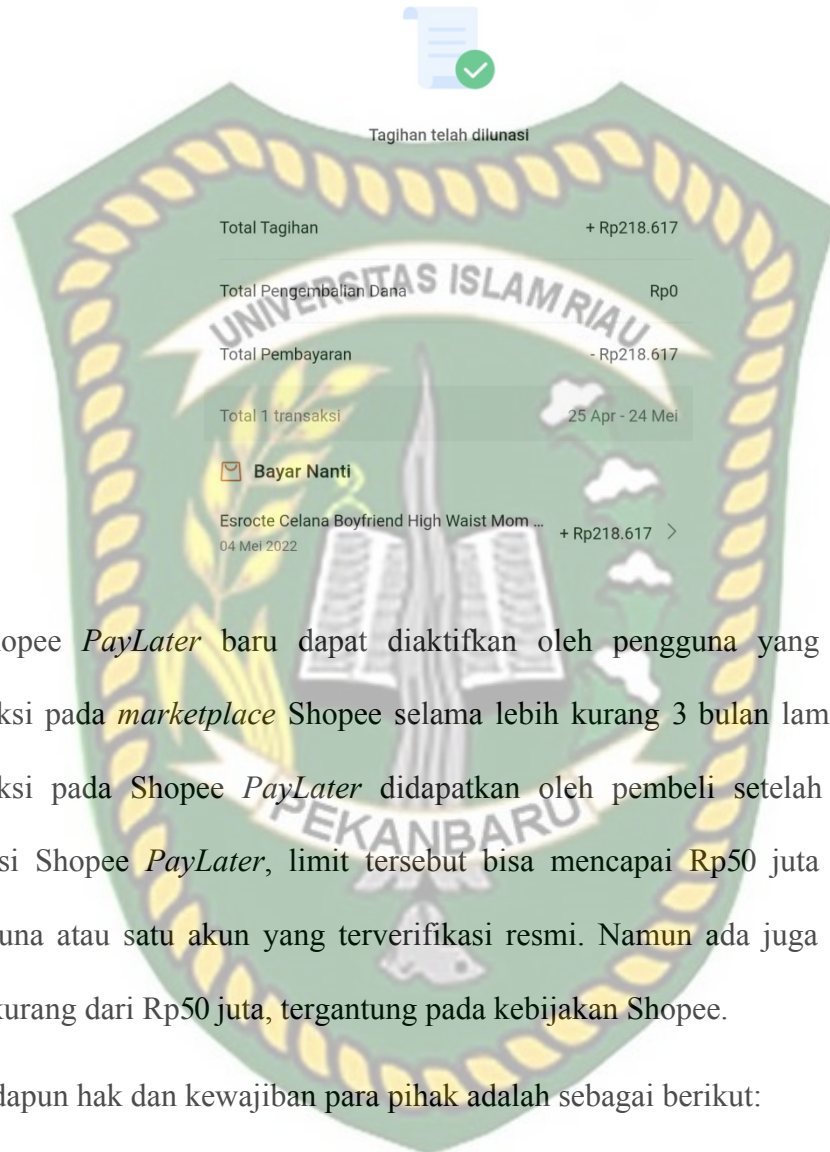 Tagihan telah dilunasi
Total Tagihan + Rp218.617
UNIVERSITAS ISLAM RIAU
Total Pengembalian Dana Rp0
Total Pembayaran - Rp218.617
Total 1 transaksi 25 Apr - 24 Mei
Bayar Nanti
Esrocte Celana Boyfriend High Waist Mom ... + Rp218.617 >
04 Mei 2022
hopee PayLater baru dapat diaktifkan oleh pengguna yang
ksi pada marketplace Shopee selama lebih kurang 3 bulan lam
ksi pada Shopee PayLater didapatkan oleh pembeli setelah
PEKANBARU
si Shopee PayLater, limit tersebut bisa mencapai Rp50 juta
una atau satu akun yang terverifikasi resmi. Namun ada juga
kurang dari Rp50 juta, tergantung pada kebijakan Shopee.
dapun hak dan kewajiban para pihak adalah sebagai berikut: